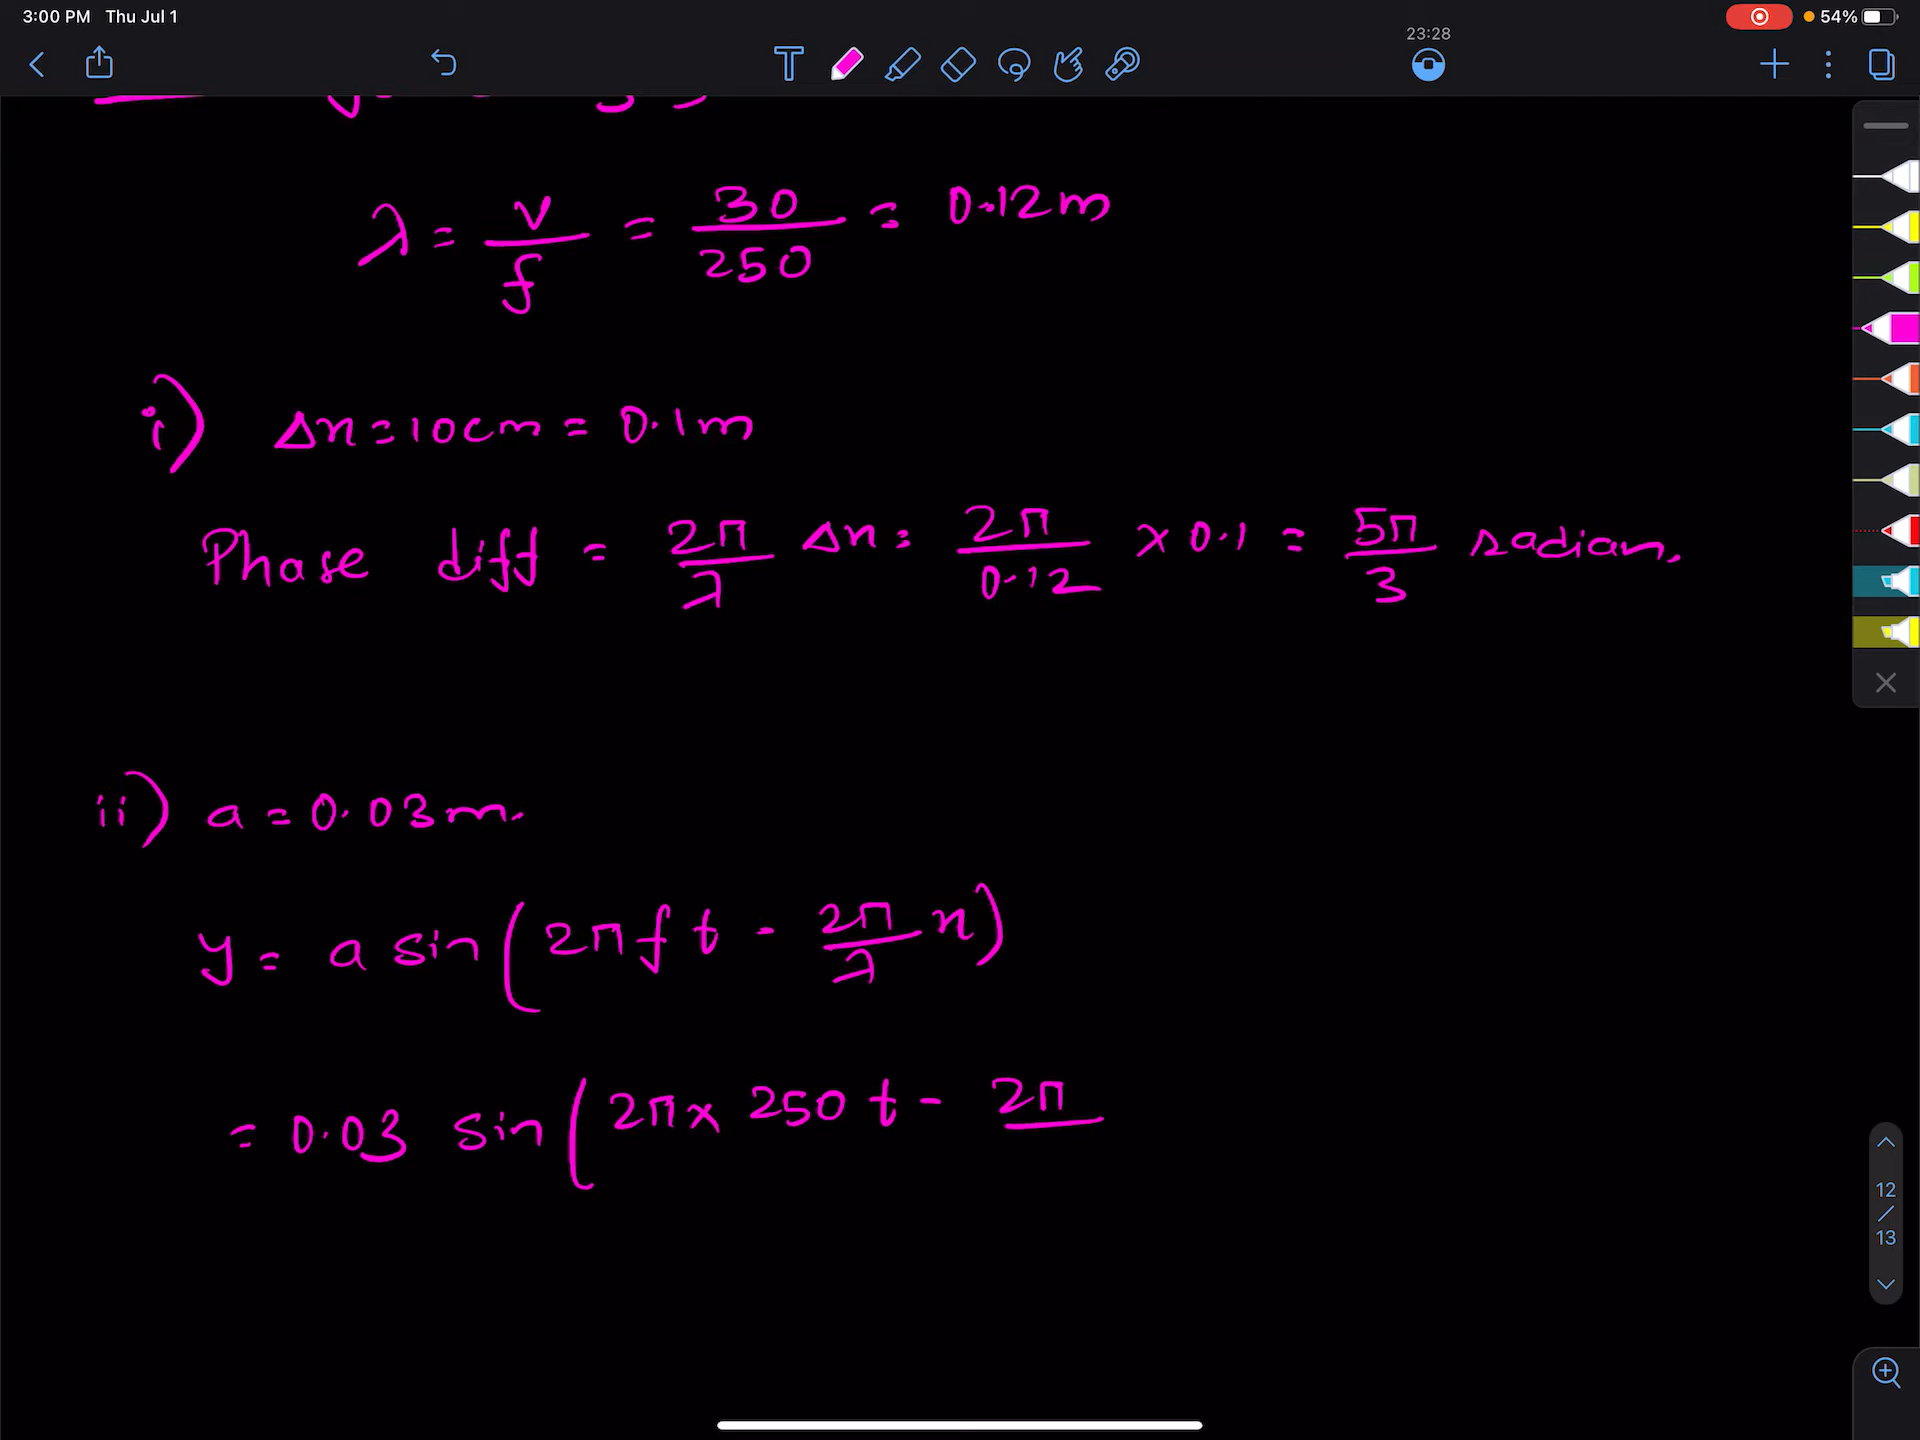 3:00 PM Thu Jul 1
54%
23:28
λ = v/f = 30/250 = 0.12m
i) Δx = 10cm = 0.1m
Phase diff = 2π/λ Δx = 2π/0.12 × 0.1 = 5π/3 radian.
ii) a = 0.03m.
y = a sin(2πf t - 2π/λ x)
= 0.03 sin(2π× 250 t - 2π
12
/
13